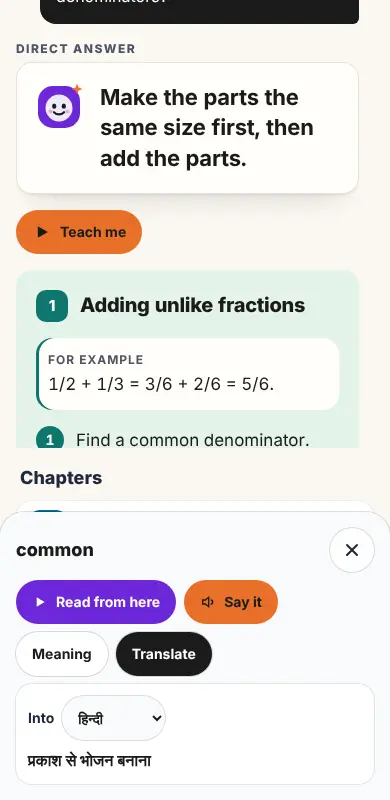 DIRECT ANSWER
Make the parts the
same size first, then
add the parts.
Teach me
1 Adding unlike fractions
FOR EXAMPLE
1/2 + 1/3 = 3/6 + 2/6 = 5/6.
1 Find a common denominator.
Chapters
common
Read from here
Say it
Meaning
Translate
Into हिन्दी
प्रकाश से भोजन बनाना